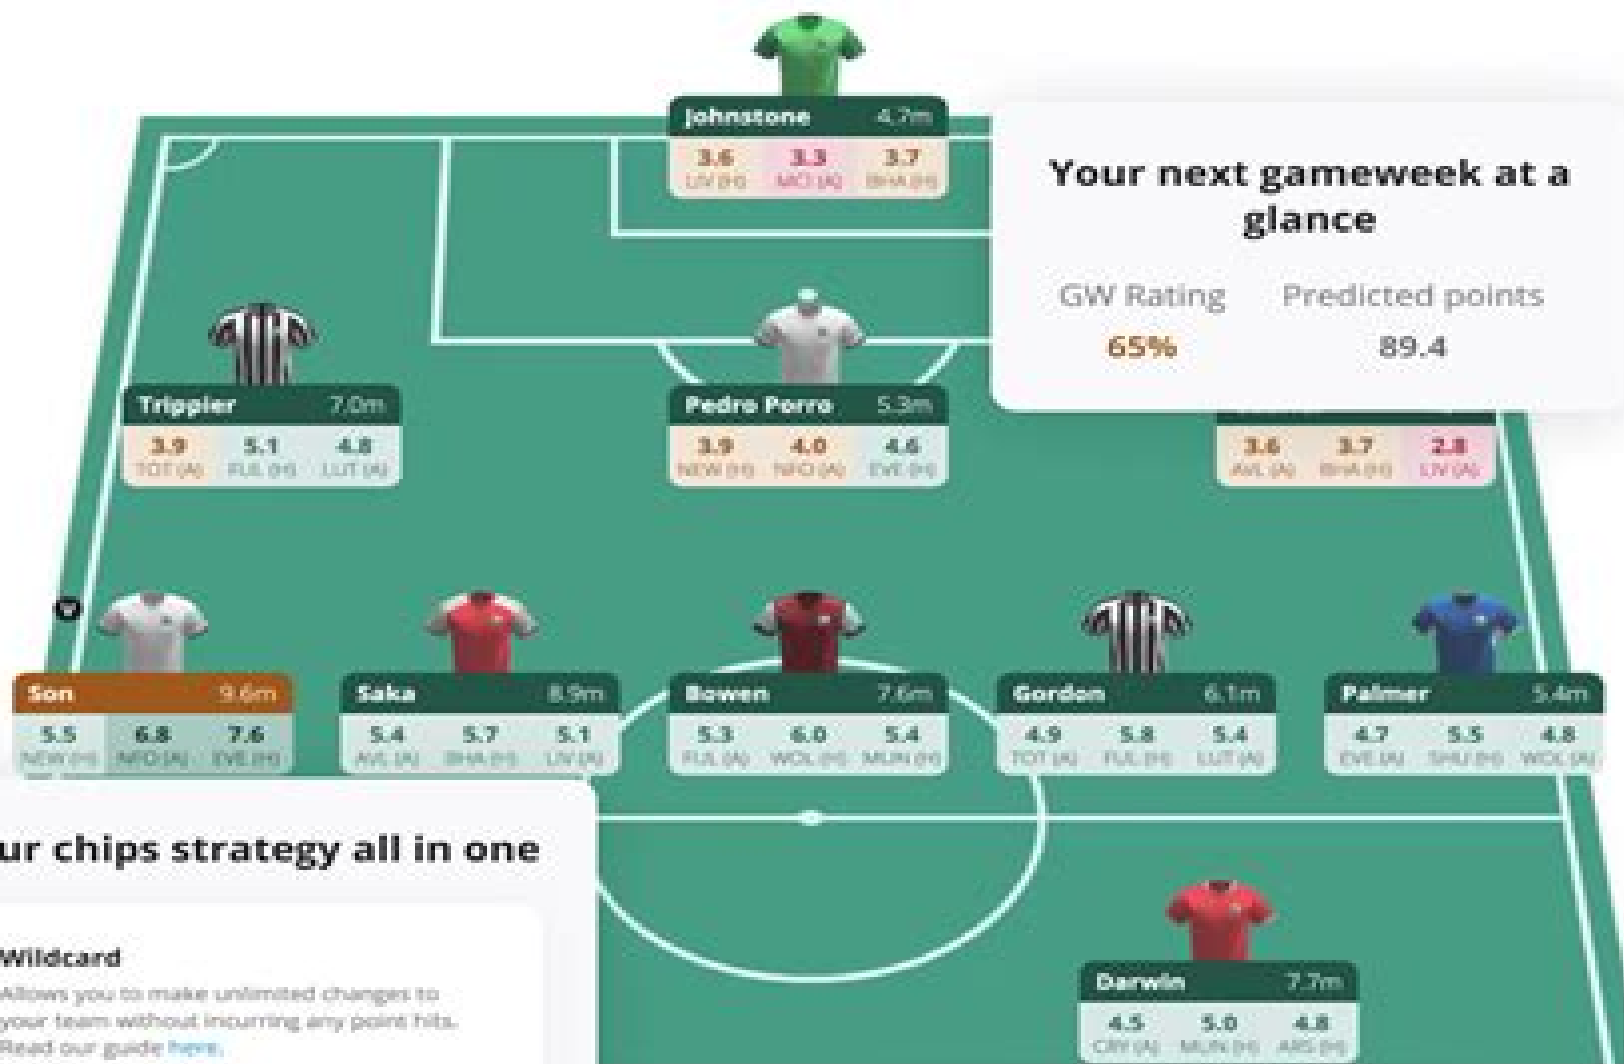 Johnstone 4.7m
3.6 3.3 3.7
LIV (H) MCI (A) BHA (H)
Your next gameweek at a
glance
GW Rating Predicted points
65% 89.4
Trippier 7.0m
3.9 5.1 4.8
TOT (A) FUL (H) LUT (A)
Pedro Porro 5.3m
3.9 4.0 4.6
NEW (H) NFO (A) EVE (H)
3.6 3.7 2.8
AVL (A) BHA (H) LIV (A)
Son 9.6m
5.5 6.8 7.6
NEW (H) NFO (A) EVE (H)
Saka 8.9m
5.4 5.7 5.1
AVL (A) BHA (H) LIV (A)
Bowen 7.6m
5.3 6.0 5.4
FUL (A) WOL (H) MUN (H)
Gordon 6.1m
4.9 5.8 5.4
TOT (A) FUL (H) LUT (A)
Palmer 5.4m
4.7 5.5 4.8
EVE (A) SHU (H) WOL (A)
ur chips strategy all in one
Wildcard
Allows you to make unlimited changes to
your team without incurring any point hits.
Read our guide here.
Darwin 7.7m
4.5 5.0 4.8
CRY (A) MUN (H) ARS (H)